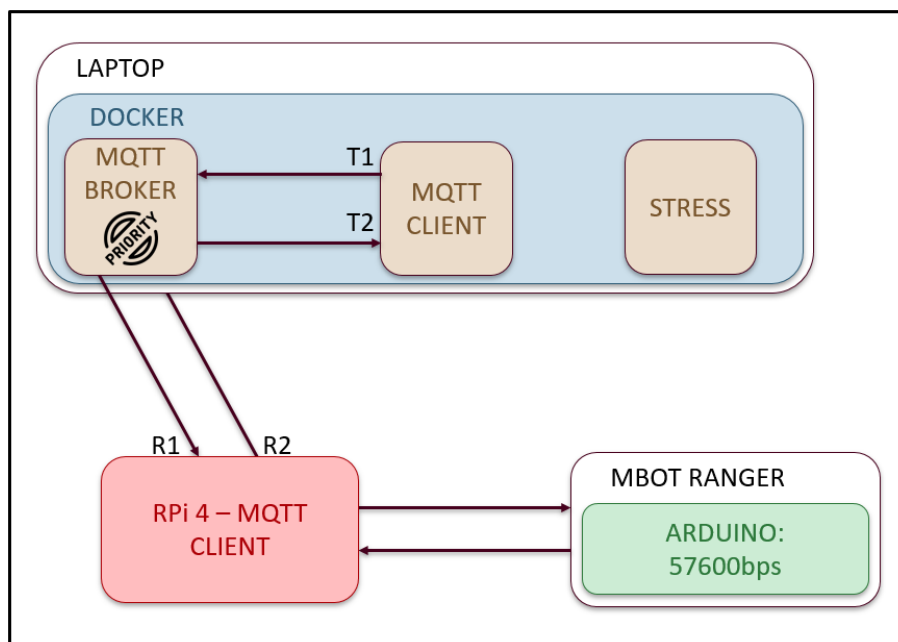 LAPTOP
DOCKER
MQTT
BROKER
PRIORITY
T1
T2
MQTT
CLIENT
STRESS
R1
R2
RPi 4 – MQTT
CLIENT
MBOT RANGER
ARDUINO:
57600bps